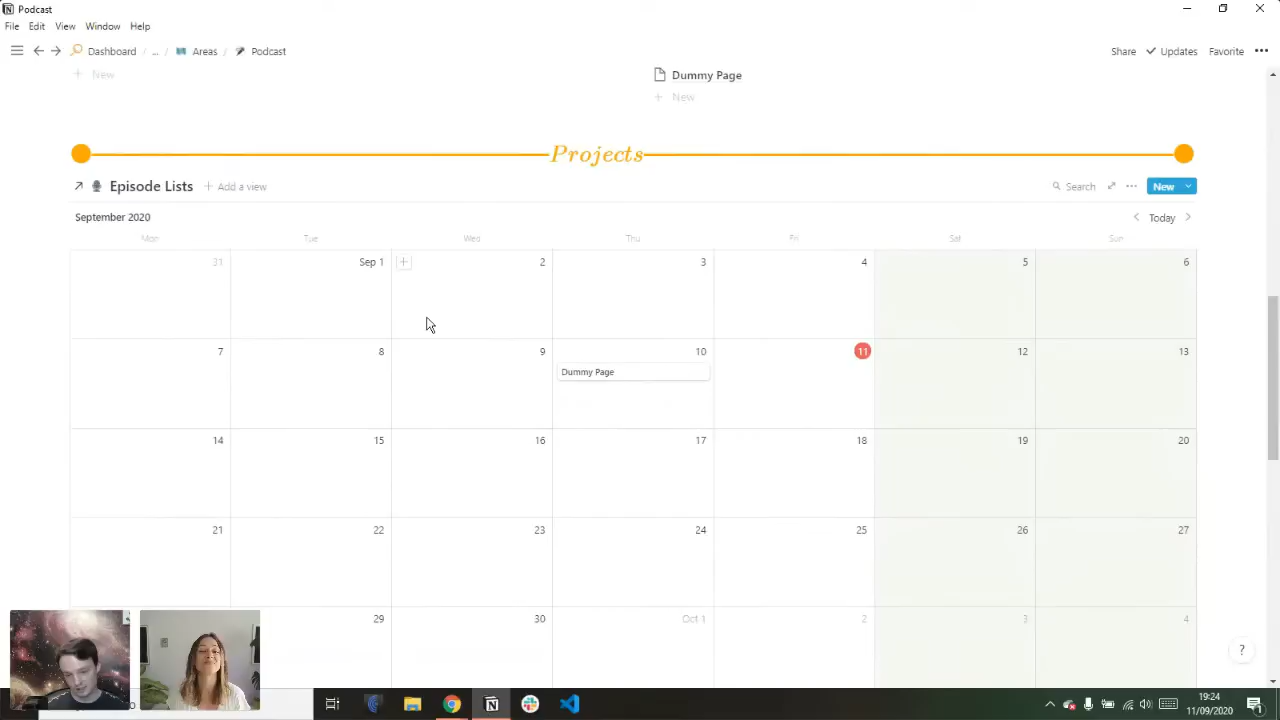 Podcast
File Edit View Window Help
Dashboard / ... / Areas / Podcast Share Updates Favorite
New
Dummy Page
New
Projects
Episode Lists Add a view Search New
September 2020 Today
Mon Tue Wed Thu Fri Sat Sun
31 Sep 1 2 3 4 5 6
7 8 9 10 11 12 13
Dummy Page
14 15 16 17 18 19 20
21 22 23 24 25 26 27
29 30 Oct 1 2 3 4
?
19:24
11/09/2020